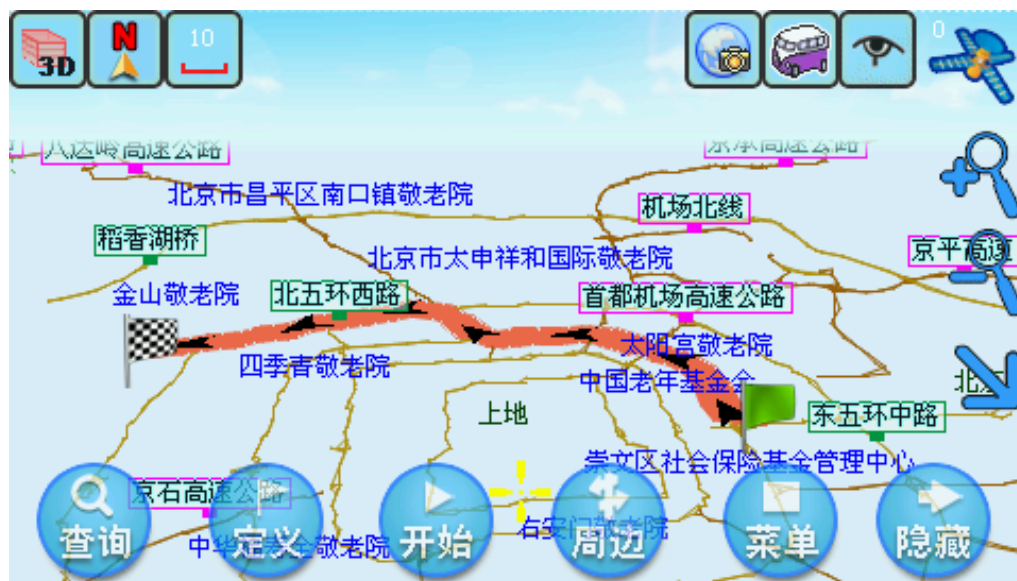 3D
N
10
0
八达岭高速公路
京承高速公路
北京市昌平区南口镇敬老院
机场北线
稻香湖桥
北京市太申祥和国际敬老院
京平高速
金山敬老院
北五环西路
首都机场高速公路
四季青敬老院
太阳宫敬老院
中国老年基金会
上地
东五环中路
崇文区社会保险基金管理中心
京石高速公路
右安门敬老院
查询
定义
开始
周边
菜单
隐藏